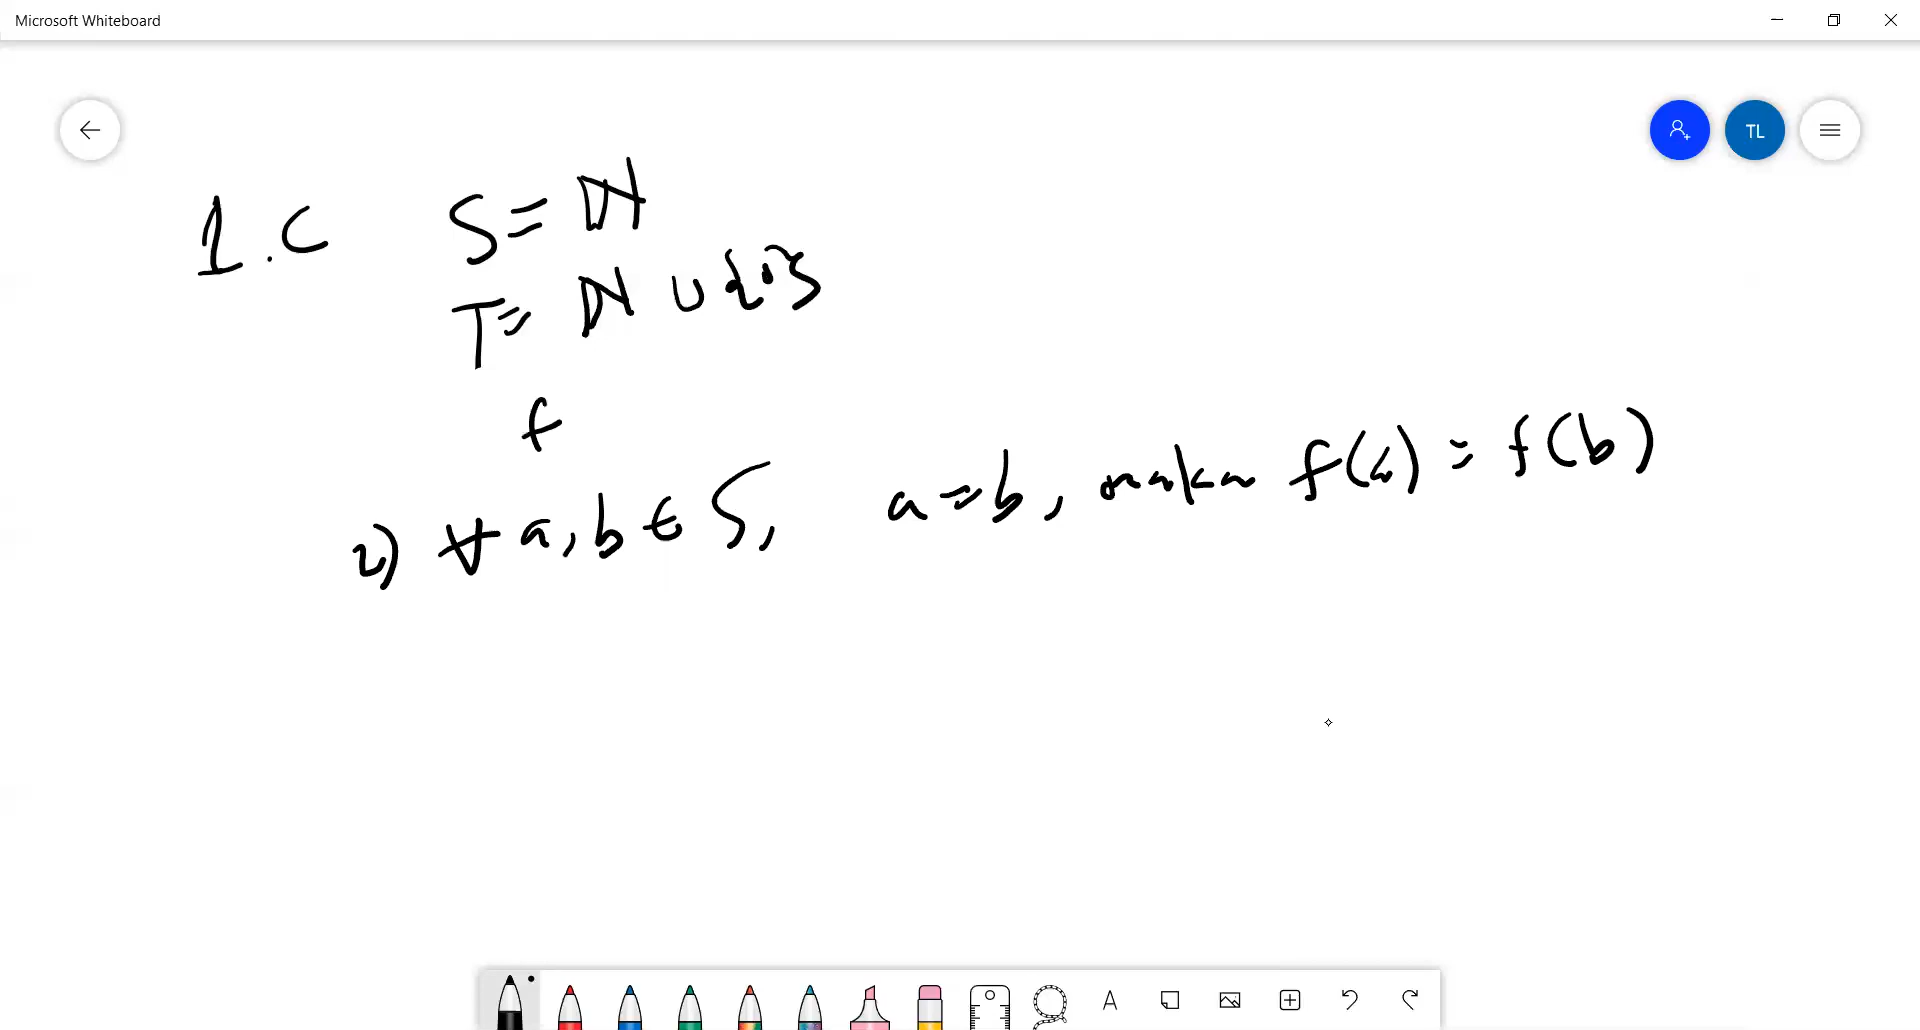 Microsoft Whiteboard
TL
1.c S = ℕ
T = ℕ ∪ {0}
f
2) ∀ a, b ∈ S, a = b, maka f(a) = f(b)
A